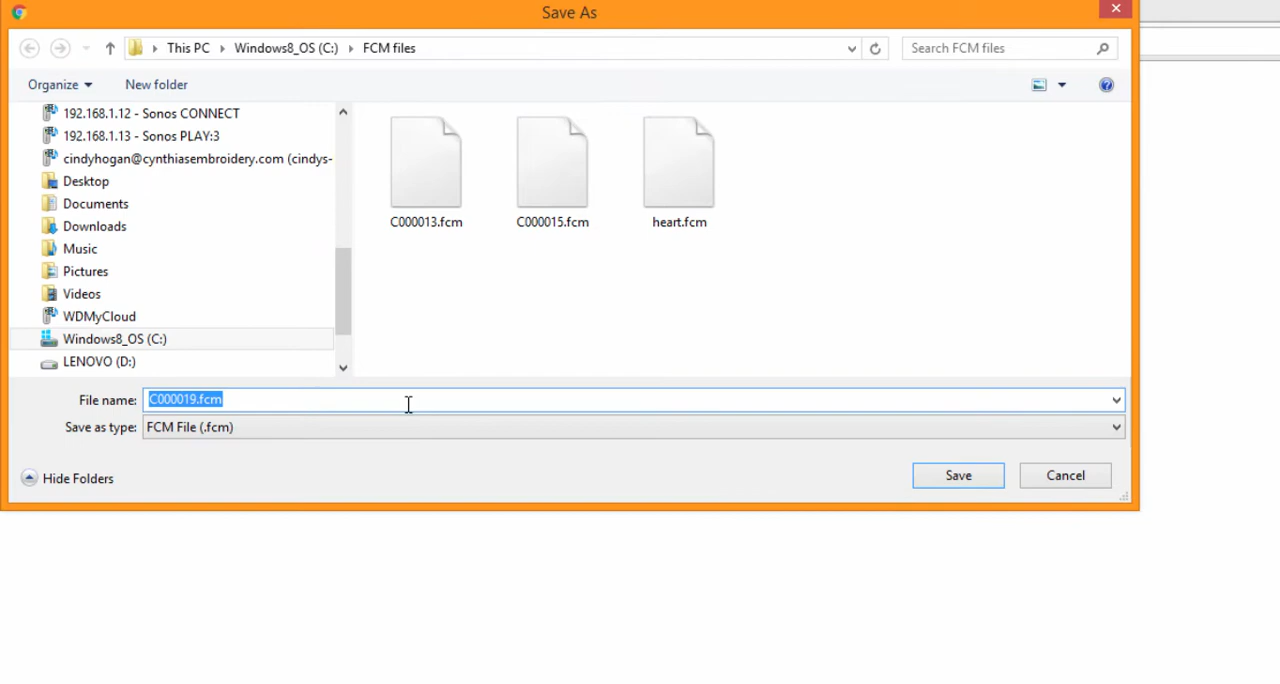 Save As
This PC Windows8_OS (C:) FCM files
Search FCM files
Organize
New folder
192.168.1.12 - Sonos CONNECT
192.168.1.13 - Sonos PLAY:3
cindyhogan@cynthiasembroidery.com (cindys-
Desktop
Documents
Downloads
Music
Pictures
Videos
WDMyCloud
Windows8_OS (C:)
LENOVO (D:)
C000013.fcm
C000015.fcm
heart.fcm
File name: C000019.fcm
Save as type: FCM File (.fcm)
Hide Folders
Save
Cancel